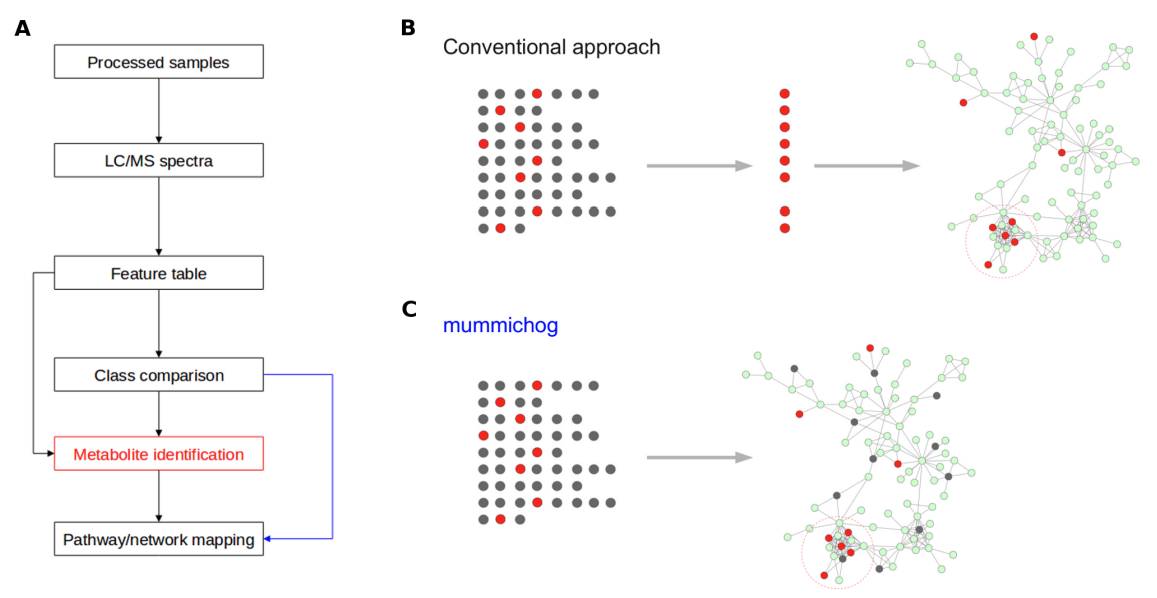 A
Processed samples
LC/MS spectra
Feature table
Class comparison
Metabolite identification
Pathway/network mapping
B
Conventional approach
C
mummichog